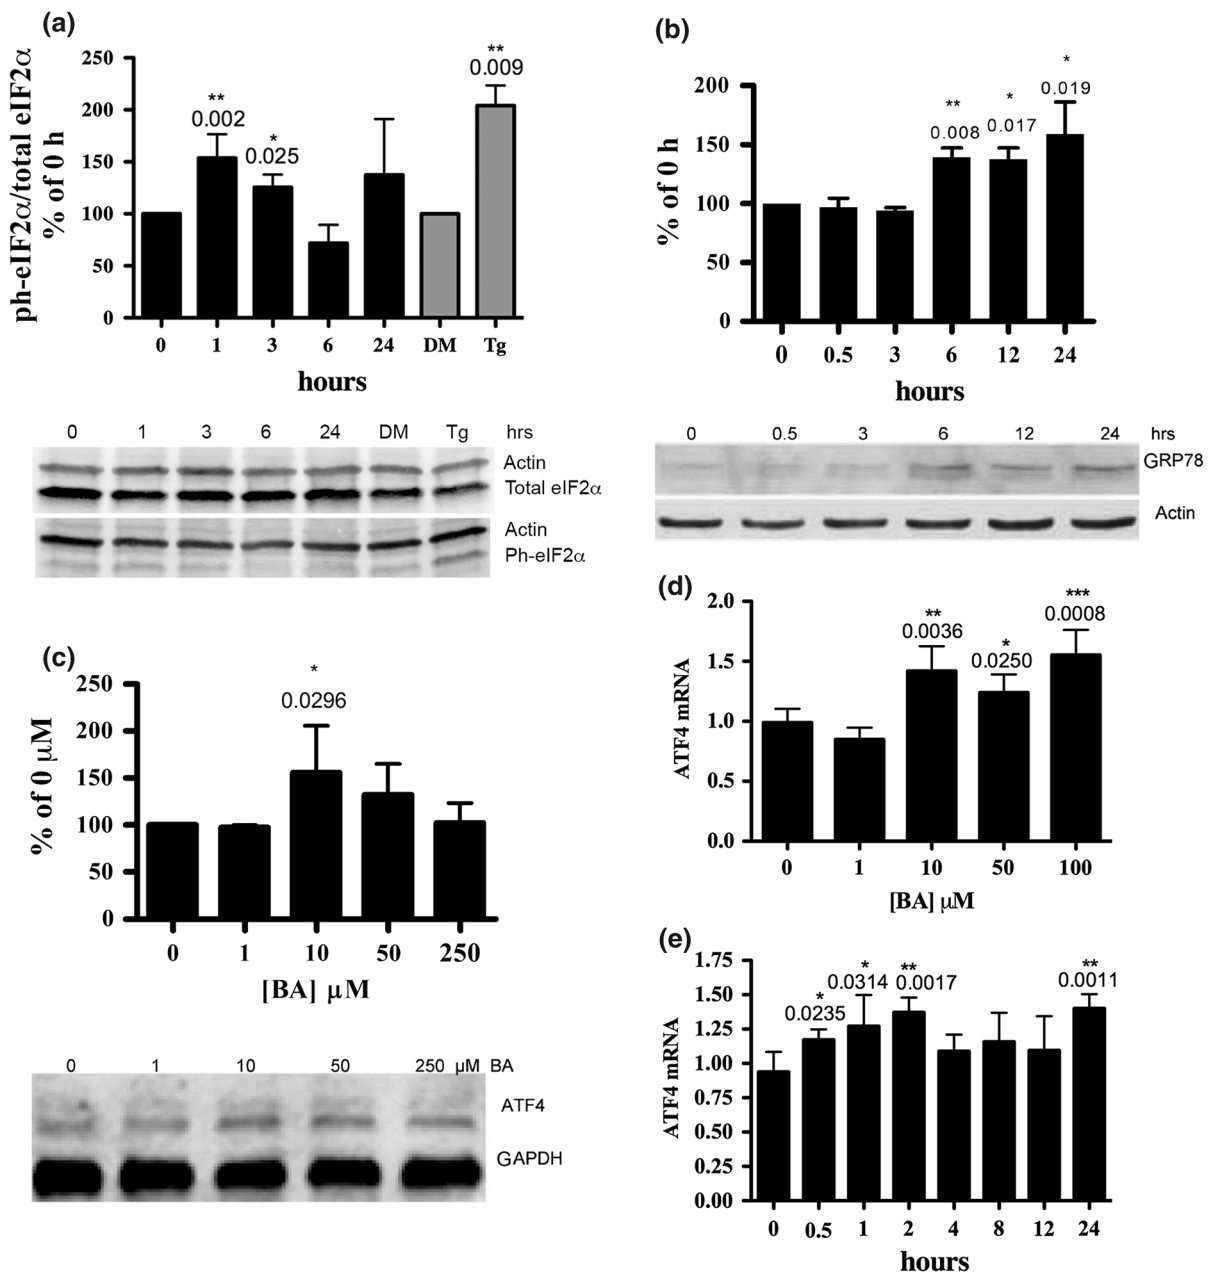 (a)
ph-eIF2α/total eIF2α
% of 0 h
250
200
150
100
50
0
**
0.002
*
0.025
**
0.009
0 1 3 6 24 DM Tg
hours
0 1 3 6 24 DM Tg hrs
Actin
Total eIF2α
Actin
Ph-eIF2α
(b)
% of 0 h
200
150
100
50
0
**
0.008
*
0.017
*
0.019
0 0.5 3 6 12 24
hours
0 0.5 3 6 12 24 hrs
GRP78
Actin
(c)
% of 0 μM
250
200
150
100
50
0
*
0.0296
0 1 10 50 250
[BA] μM
0 1 10 50 250 μM BA
ATF4
GAPDH
(d)
ATF4 mRNA
2.0
1.5
1.0
0.5
0.0
**
0.0036
*
0.0250
***
0.0008
0 1 10 50 100
[BA] μM
(e)
ATF4 mRNA
1.75
1.50
1.25
1.00
0.75
0.50
0.25
0.00
*
0.0235
*
0.0314
**
0.0017
**
0.0011
0 0.5 1 2 4 8 12 24
hours